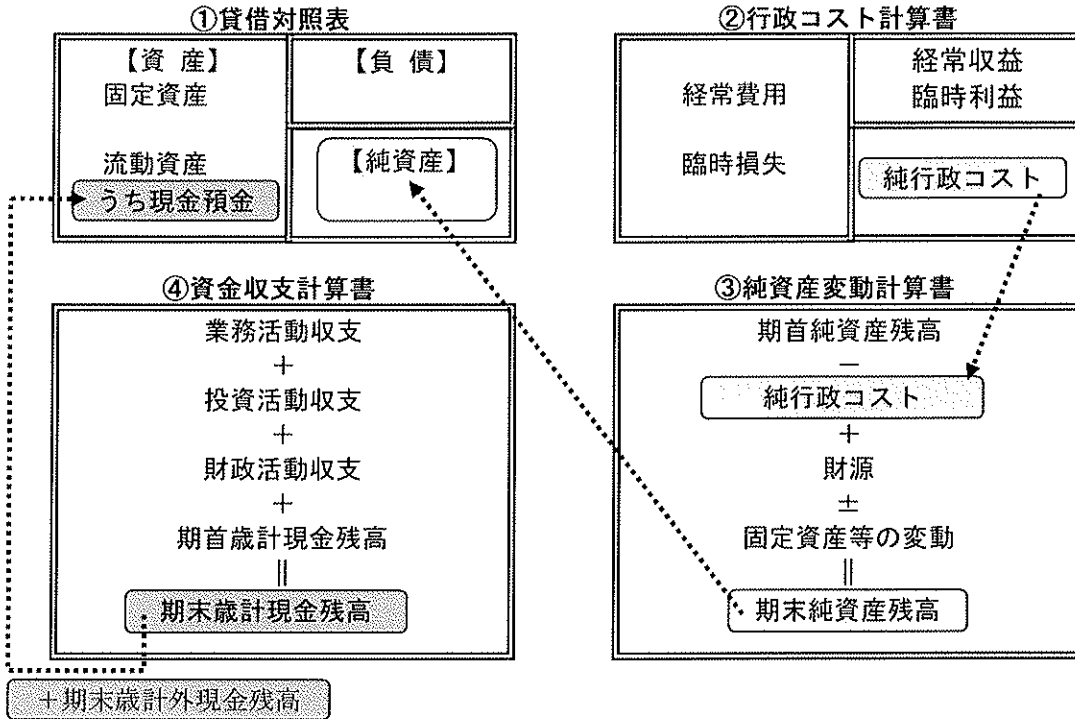 ①貸借対照表
【資 産】
固定資産
流動資産
うち現金預金
【負 債】
【純資産】
②行政コスト計算書
経常費用
臨時損失
経常収益
臨時利益
純行政コスト
④資金収支計算書
業務活動収支
+
投資活動収支
+
財政活動収支
+
期首歳計現金残高
||
期末歳計現金残高
+期末歳計外現金残高
③純資産変動計算書
期首純資産残高
－
純行政コスト
+
財源
±
固定資産等の変動
||
期末純資産残高